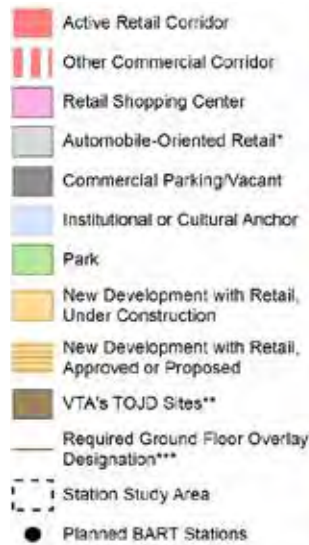 Active Retail Corridor
Other Commercial Corridor
Retail Shopping Center
Automobile-Oriented Retail*
Commercial Parking/Vacant
Institutional or Cultural Anchor
Park
New Development with Retail,
Under Construction
New Development with Retail,
Approved or Proposed
VTA's TOJD Sites**
Required Ground Floor Overlay
Designation***
Station Study Area
Planned BART Stations